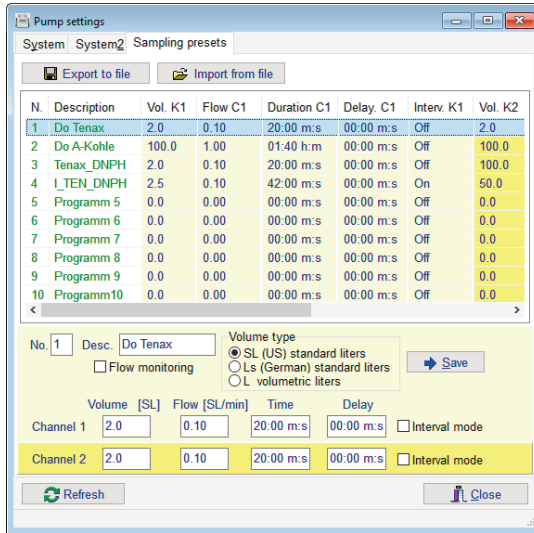 Pump settings
System System2 Sampling presets
Export to file Import from file
N. Description Vol. K1 Flow C1 Duration C1 Delay. C1 Interv. K1 Vol. K2
1 Do Tenax 2.0 0.10 20:00 m:s 00:00 m:s Off 2.0
2 Do A-Kohle 100.0 1.00 01:40 h:m 00:00 m:s Off 100.0
3 Tenax_DNPH 2.0 0.10 20:00 m:s 00:00 m:s Off 100.0
4 I_TEN_DNPH 2.5 0.10 42:00 m:s 00:00 m:s On 50.0
5 Programm 5 0.0 0.00 00:00 m:s 00:00 m:s Off 0.0
6 Programm 6 0.0 0.00 00:00 m:s 00:00 m:s Off 0.0
7 Programm 7 0.0 0.00 00:00 m:s 00:00 m:s Off 0.0
8 Programm 8 0.0 0.00 00:00 m:s 00:00 m:s Off 0.0
9 Programm 9 0.0 0.00 00:00 m:s 00:00 m:s Off 0.0
10 Programm10 0.0 0.00 00:00 m:s 00:00 m:s Off 0.0
No. 1 Desc. Do Tenax
Flow monitoring
Volume type
SL (US) standard liters
Ls (German) standard liters
L volumetric liters
Save
Volume [SL] Flow [SL/min] Time Delay
Channel 1 2.0 0.10 20:00 m:s 00:00 m:s Interval mode
Channel 2 2.0 0.10 20:00 m:s 00:00 m:s Interval mode
Refresh Close